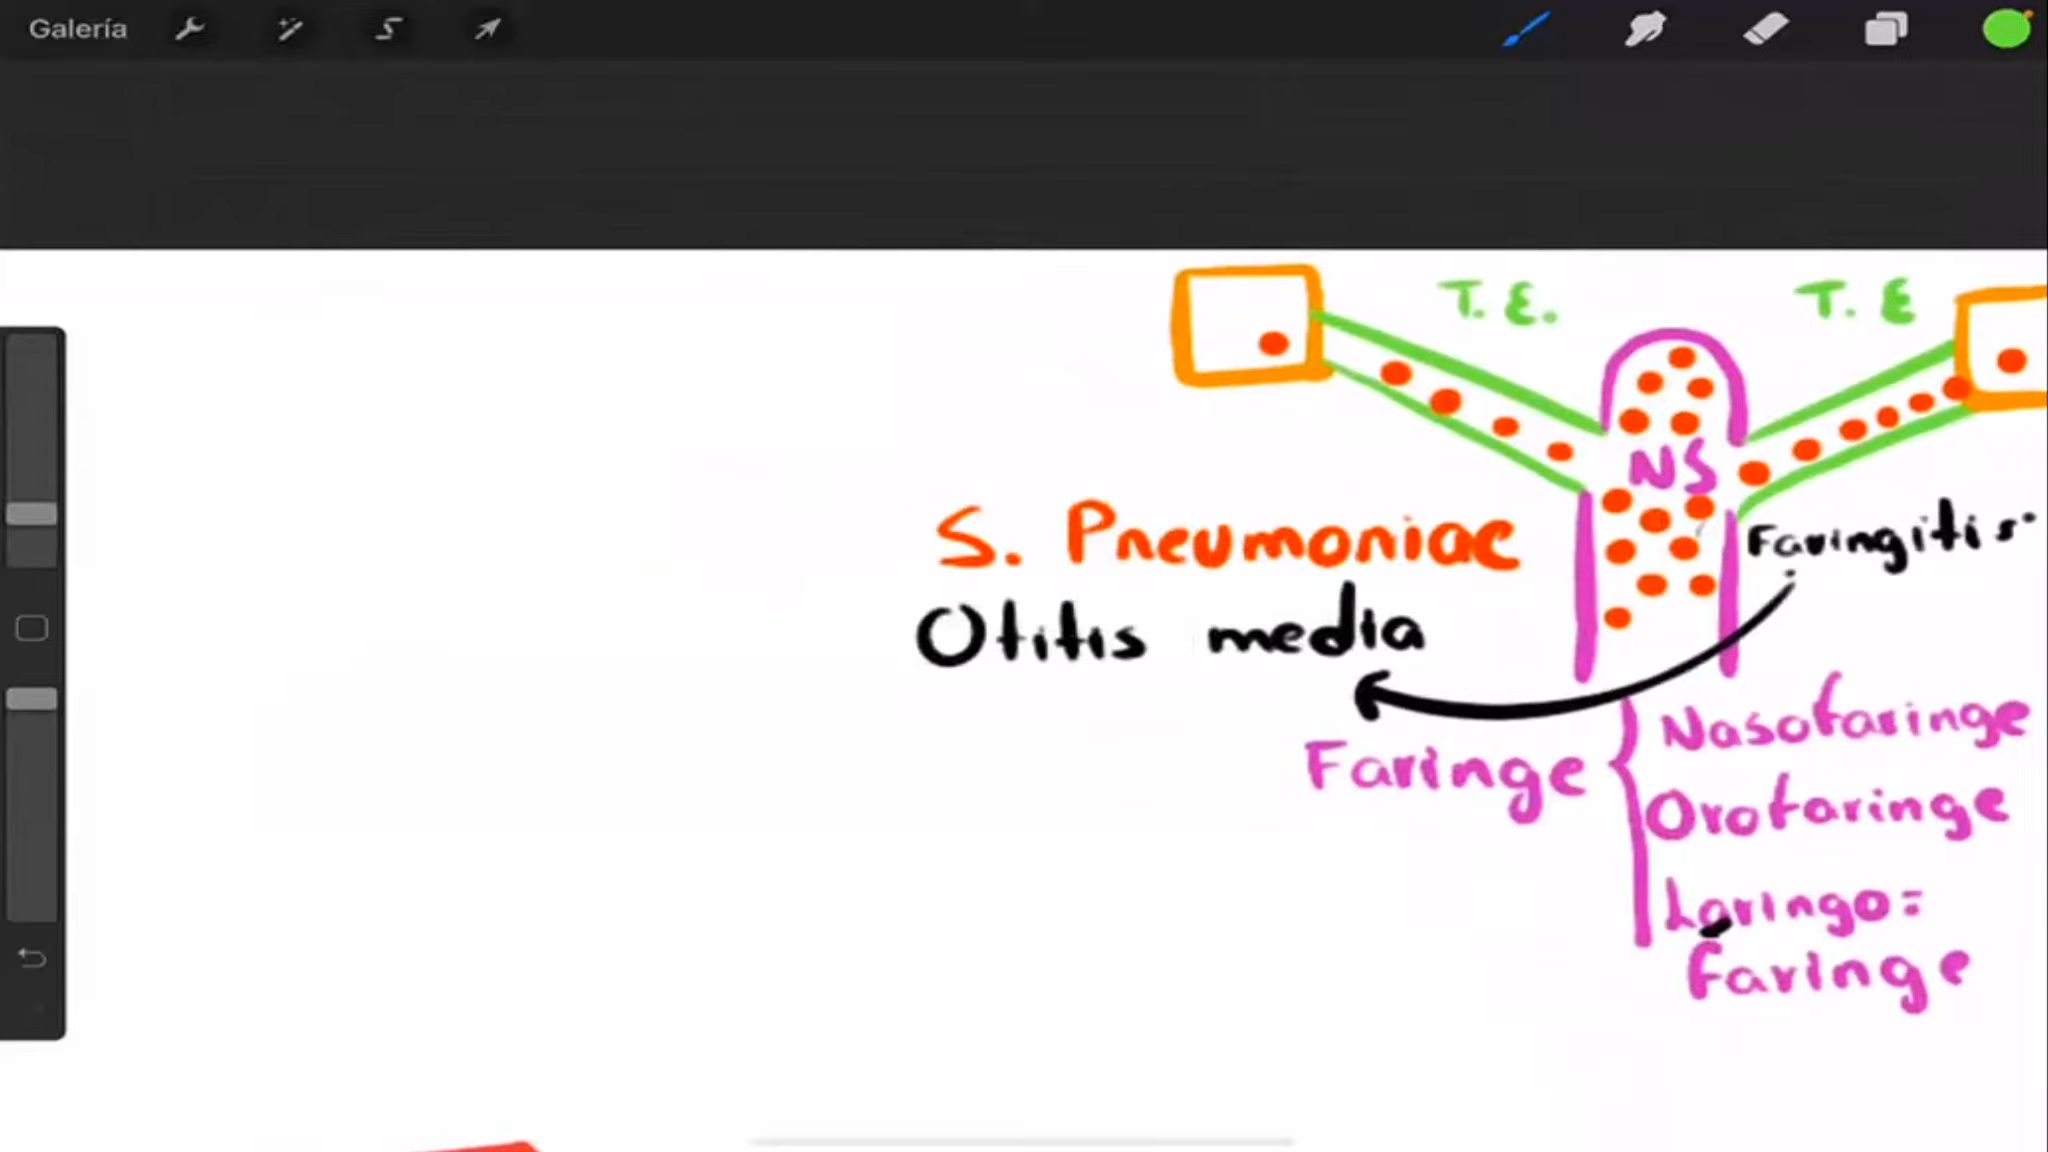 Galería
T. E.
T. E
NS
S. Pneumoniae
Faringitis
Otitis media
Faringe
Nasofaringe
Orofaringe
Laringo=
faringe